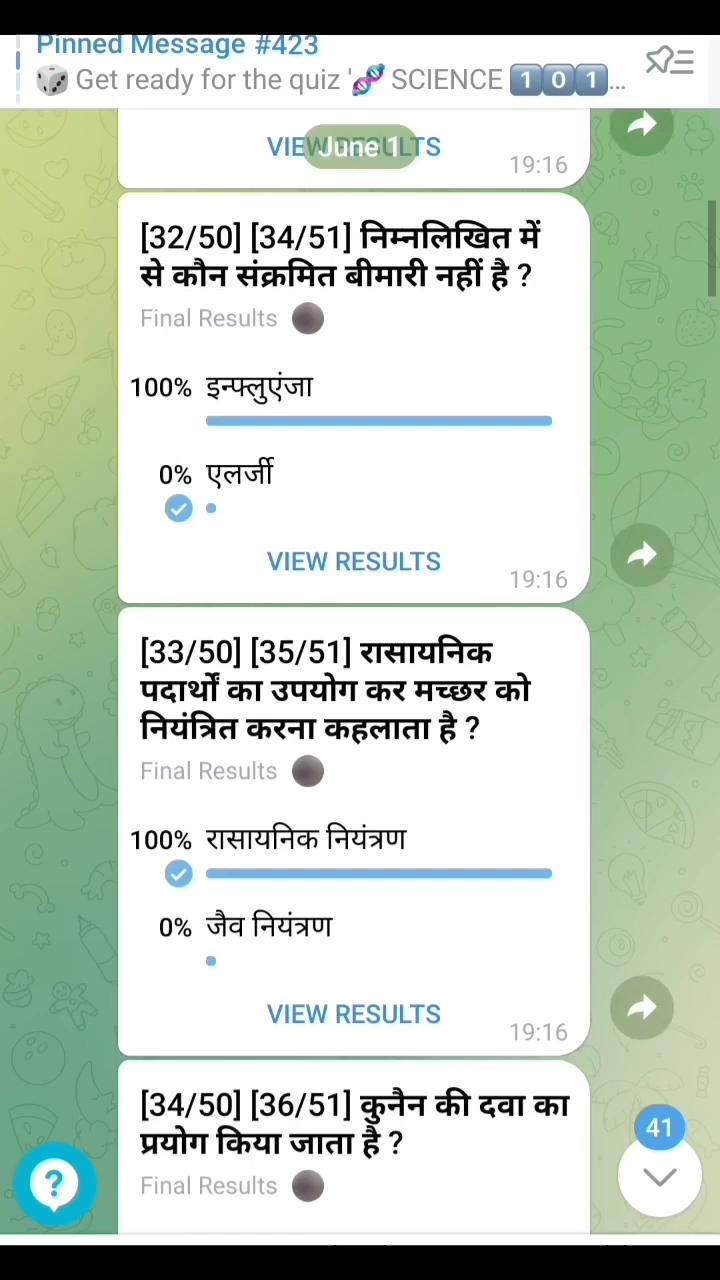 Pinned Message #423
🎲 Get ready for the quiz '🧬 SCIENCE 1️⃣0️⃣1️⃣...
VIEW RESULTS
June 1
19:16
[32/50] [34/51] निम्नलिखित में
से कौन संक्रमित बीमारी नहीं है ?
Final Results
100% इन्फ्लुएंजा
0% एलर्जी
VIEW RESULTS
19:16
[33/50] [35/51] रासायनिक
पदार्थों का उपयोग कर मच्छर को
नियंत्रित करना कहलाता है ?
Final Results
100% रासायनिक नियंत्रण
0% जैव नियंत्रण
VIEW RESULTS
19:16
[34/50] [36/51] कुनैन की दवा का
प्रयोग किया जाता है ?
Final Results
41
?